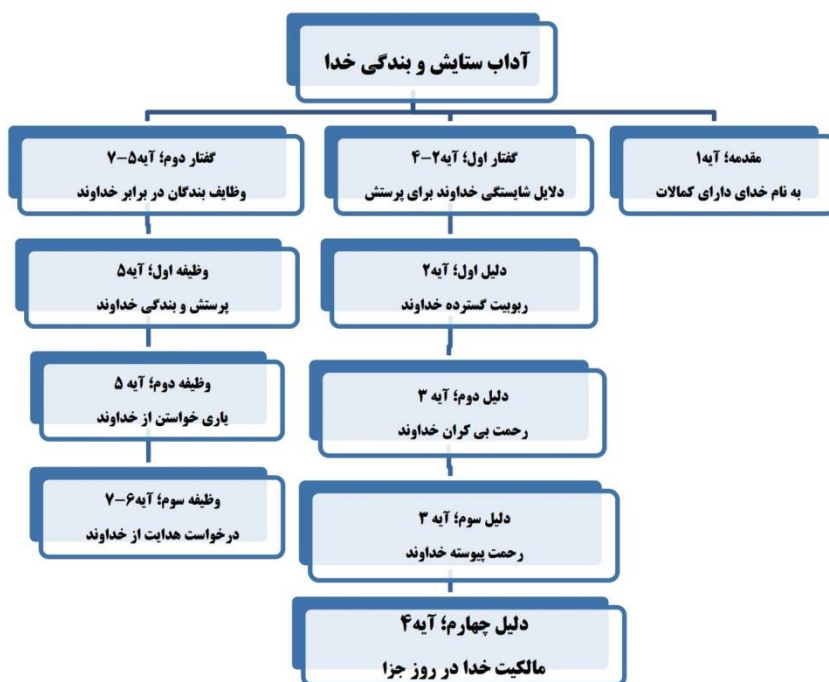 آداب ستایش و بندگی خدا
مقدمه؛ آیه۱
به نام خدای دارای کمالات
گفتار اول؛ آیه۲-۴
دلایل شایستگی خداوند برای پرستش
دلیل اول؛ آیه۲
ربوبیت گسترده خداوند
دلیل دوم؛ آیه ۳
رحمت بی کران خداوند
دلیل سوم؛ آیه ۳
رحمت پیوسته خداوند
دلیل چهارم؛ آیه۴
مالکیت خدا در روز جزا
گفتار دوم؛ آیه۵-۷
وظایف بندگان در برابر خداوند
وظیفه اول؛ آیه۵
پرستش و بندگی خداوند
وظیفه دوم؛ آیه ۵
یاری خواستن از خداوند
وظیفه سوم؛ آیه۶-۷
درخواست هدایت از خداوند